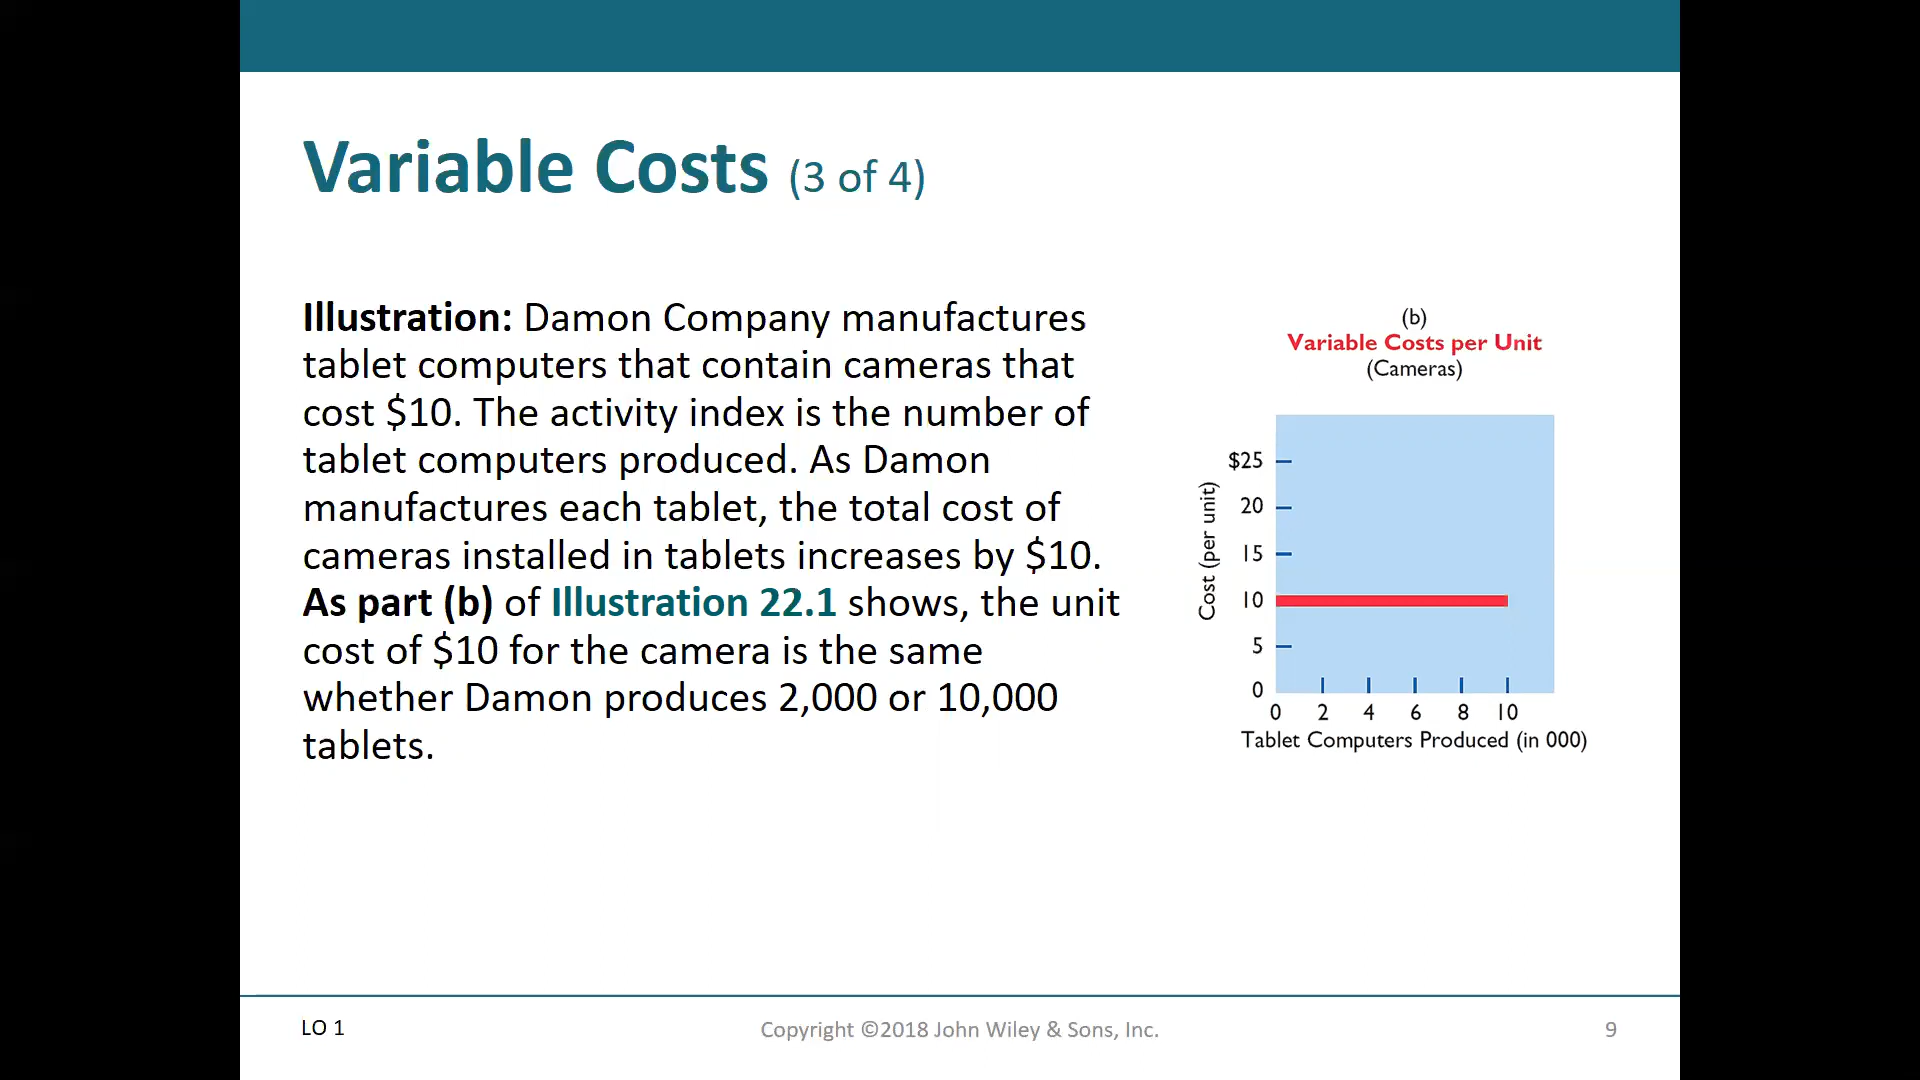 Variable Costs (3 of 4)
Illustration: Damon Company manufactures
tablet computers that contain cameras that
cost $10. The activity index is the number of
tablet computers produced. As Damon
manufactures each tablet, the total cost of
cameras installed in tablets increases by $10.
As part (b) of Illustration 22.1 shows, the unit
cost of $10 for the camera is the same
whether Damon produces 2,000 or 10,000
tablets.
(b)
Variable Costs per Unit
(Cameras)
Cost (per unit)
$25
20
15
10
5
0
0 2 4 6 8 10
Tablet Computers Produced (in 000)
LO 1
Copyright ©2018 John Wiley & Sons, Inc.
9